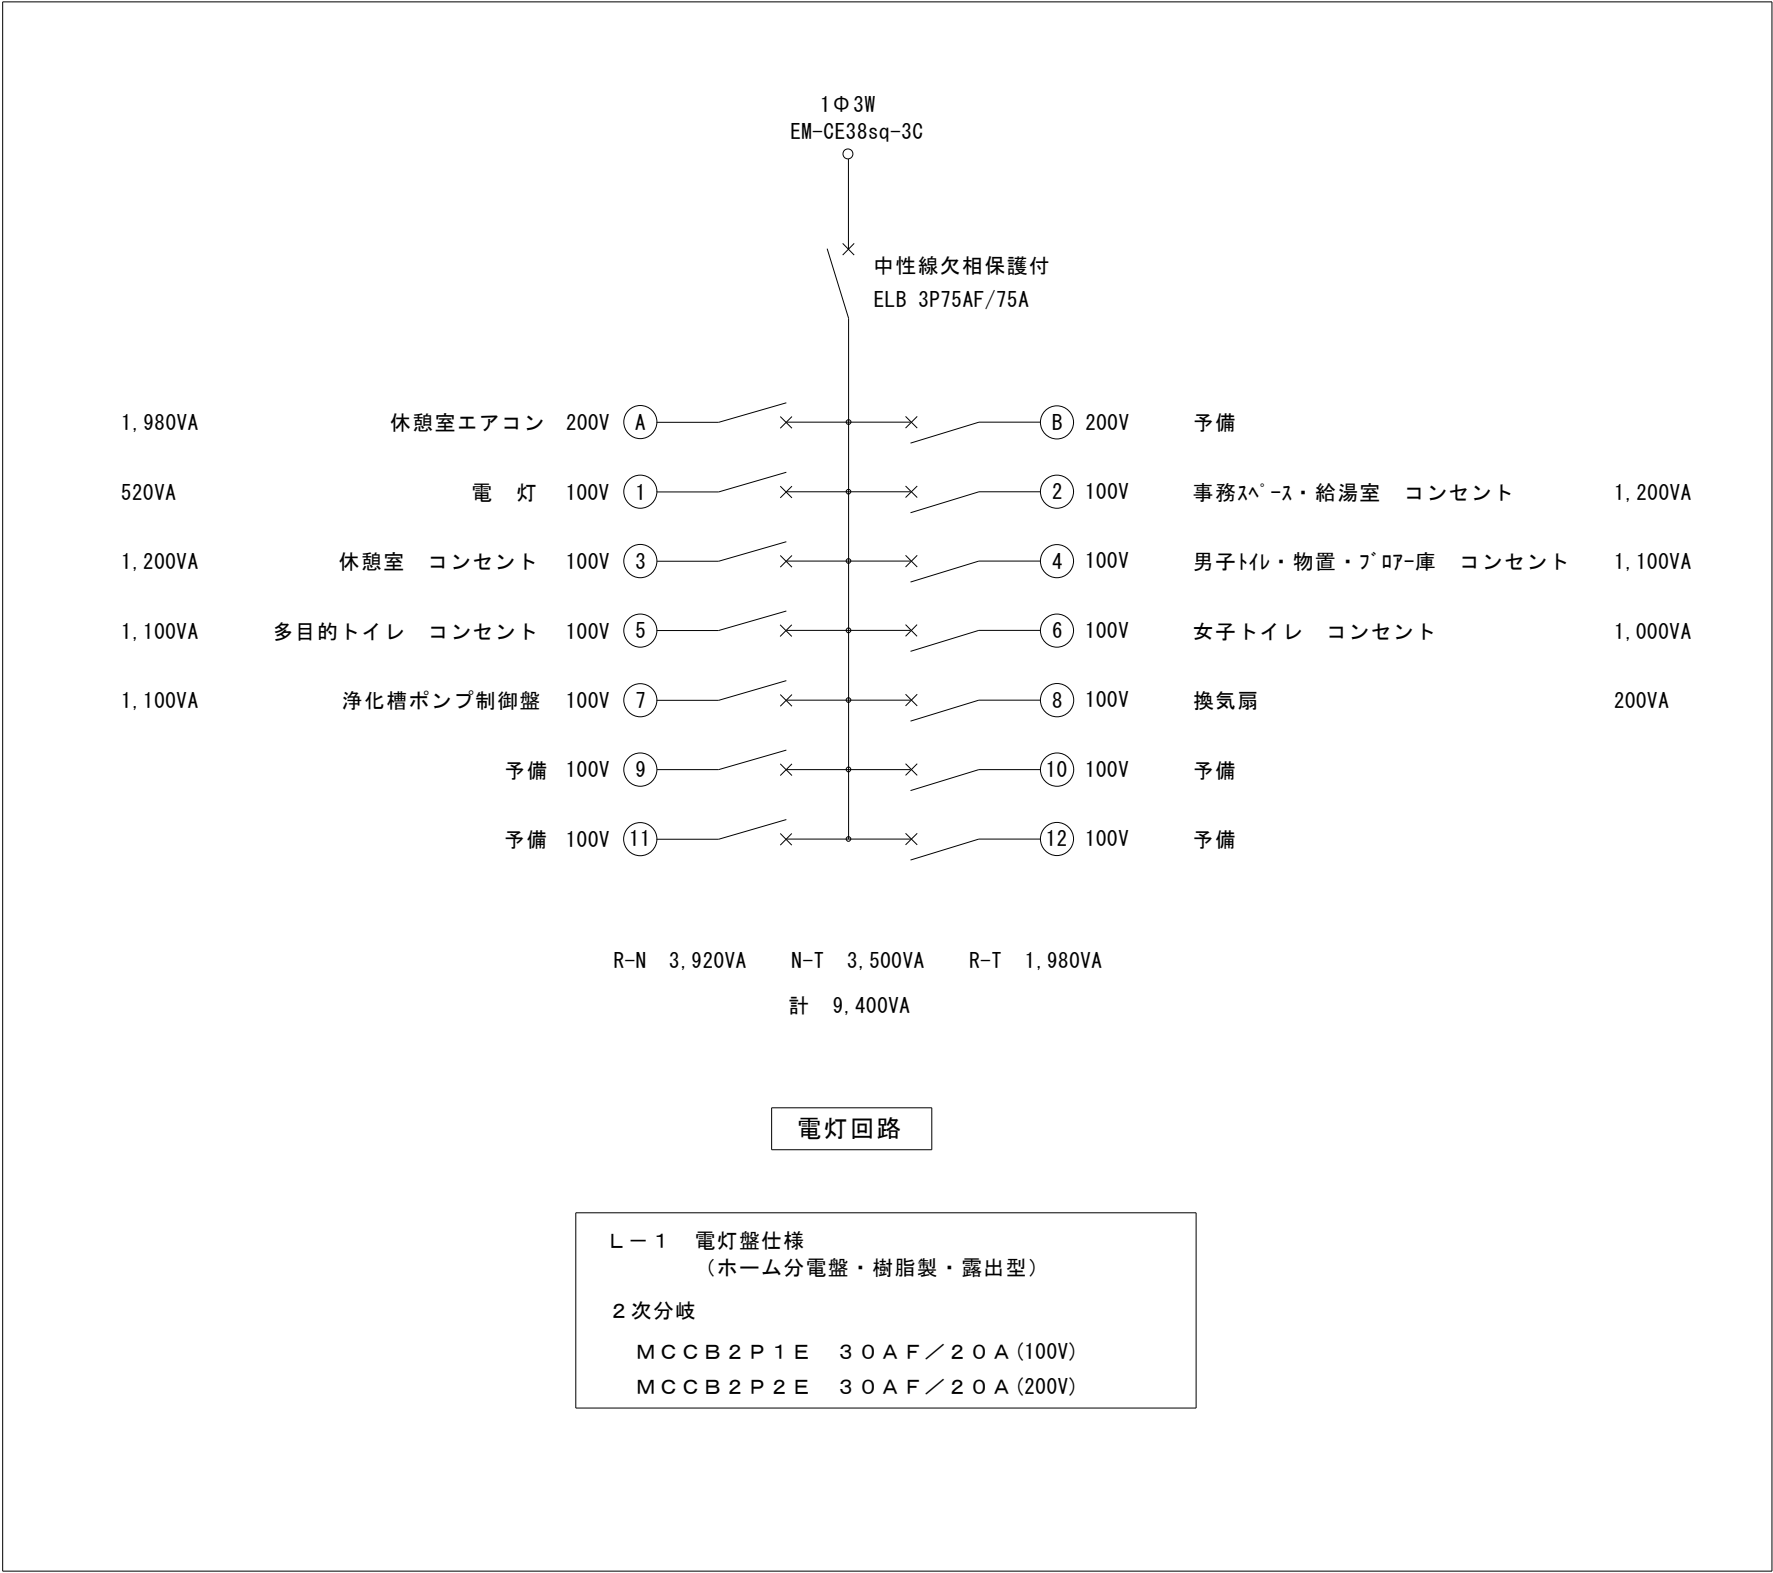 1Φ3W
EM-CE38sq-3C
中性線欠相保護付
ELB 3P75AF/75A
1,980VA 休憩室エアコン 200V A B 200V 予備
520VA 電 灯 100V 1 2 100V 事務ｽﾍﾟｰｽ・給湯室 コンセント 1,200VA
1,200VA 休憩室 コンセント 100V 3 4 100V 男子ﾄｲﾚ・物置・ﾌﾞﾛｱｰ庫 コンセント 1,100VA
1,100VA 多目的トイレ コンセント 100V 5 6 100V 女子トイレ コンセント 1,000VA
1,100VA 浄化槽ポンプ制御盤 100V 7 8 100V 換気扇 200VA
予備 100V 9 10 100V 予備
予備 100V 11 12 100V 予備
R-N 3,920VA N-T 3,500VA R-T 1,980VA
計 9,400VA
電灯回路
Ｌ－１ 電灯盤仕様
（ホーム分電盤・樹脂製・露出型）
２次分岐
ＭＣＣＢ２Ｐ１Ｅ ３０ＡＦ／２０Ａ(100V)
ＭＣＣＢ２Ｐ２Ｅ ３０ＡＦ／２０Ａ(200V)